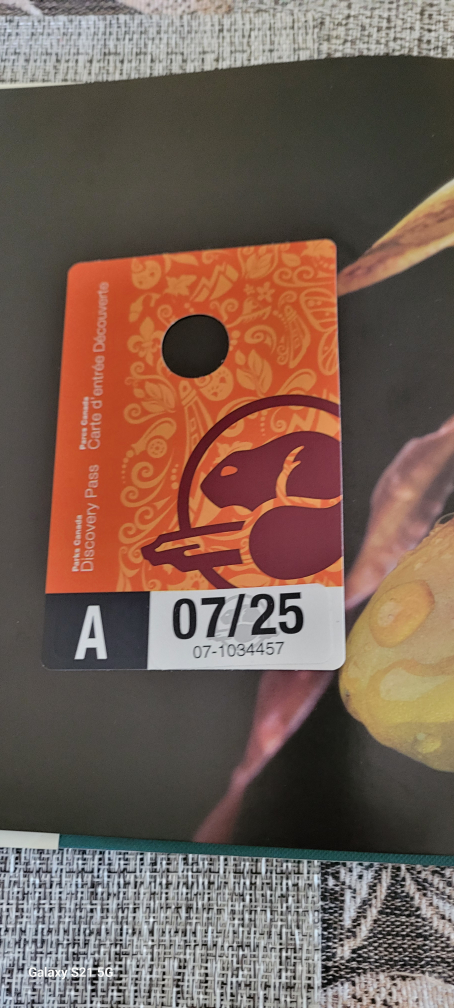 Parks Canada
Discovery Pass
Parcs Canada
Carte d'entrée Découverte
A
07/25
07-1034457
Galaxy S21 5G